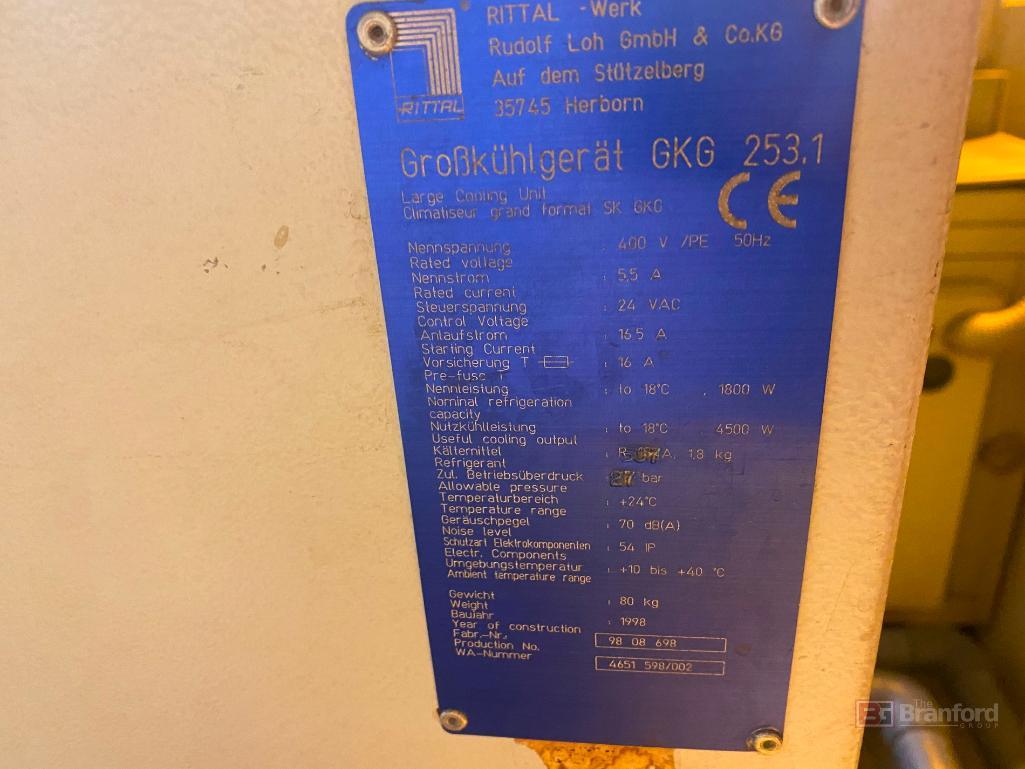 RITTAL -Werk
Rudolf Loh GmbH & Co.KG
Auf dem Stützelberg
35745 Herborn
RITTAL
Großkühlgerät GKG 253.1
Large Cooling Unit
Climatiseur grand format SK GKG
CE
Nennspannung : 400 V /PE 50Hz
Rated voltage
Nennstrom : 5,5 A
Rated current
Steuerspannung : 24 VAC
Control Voltage
Anlaufstrom : 16.5 A
Starting Current
Vorsicherung T : 16 A
Pre-fuse T
Nennleistung : to 18°C , 1800 W
Nominal refrigeration
capacity
Nutzkühlleistung : to 18°C 4500 W
Useful cooling output
Kältemittel : R , 1,8 kg
Refrigerant
Zul. Betriebsüberdruck : bar
Allowable pressure
Temperaturbereich : +24°C
Temperature range
Geräuschpegel : 70 dB(A)
Noise level
Schutzart Elektrokomponenten : 54 IP
Electr. Components
Umgebungstemperatur : +10 bis +40 °C
Ambient temperature range
Gewicht : 80 kg
Weight
Baujahr : 1998
Year of construction
Fabr.-Nr. 98 08 698
Production No.
WA-Nummer 4651 598/002
The
Branford
GROUP